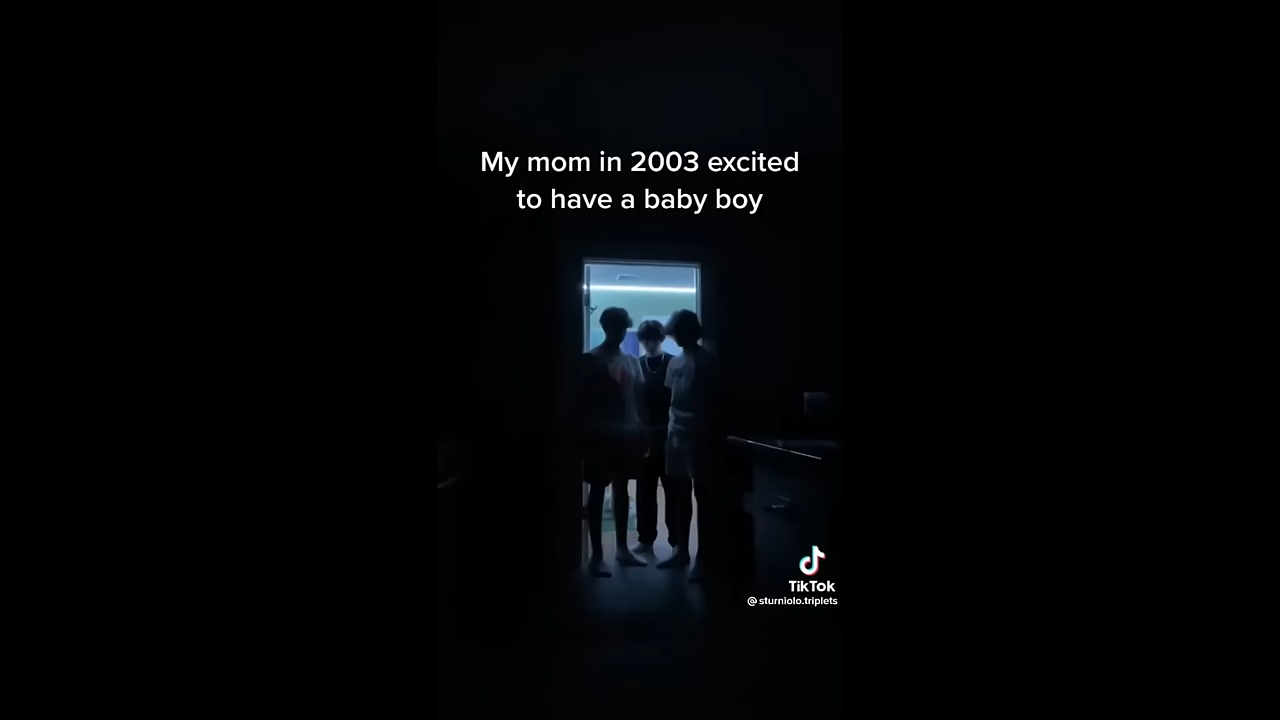 My mom in 2003 excited
to have a baby boy
TikTok
@ sturniolo.triplets